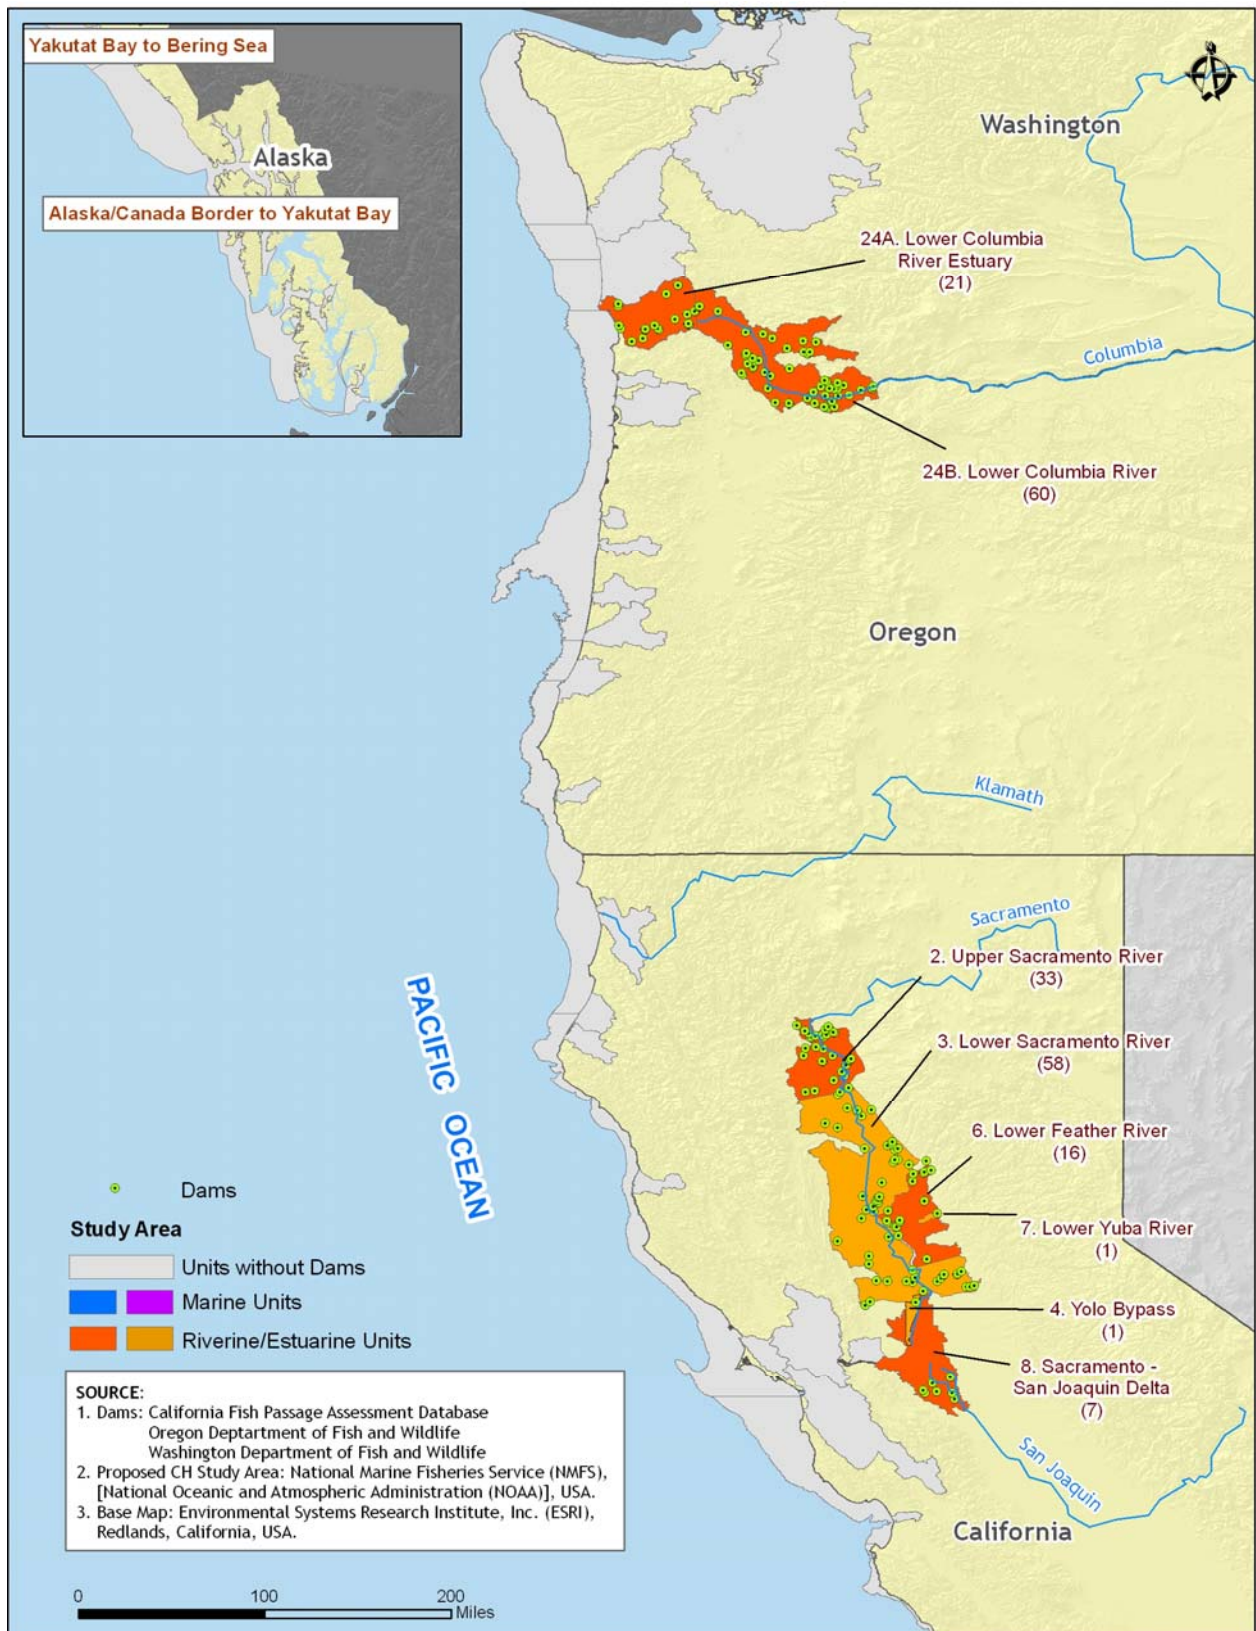 Yakutat Bay to Bering Sea
Alaska
Alaska/Canada Border to Yakutat Bay
Washington
24A. Lower Columbia
River Estuary
(21)
Columbia
24B. Lower Columbia River
(60)
Oregon
Klamath
Sacramento
2. Upper Sacramento River
(33)
3. Lower Sacramento River
(58)
6. Lower Feather River
(16)
7. Lower Yuba River
(1)
4. Yolo Bypass
(1)
8. Sacramento -
San Joaquin Delta
(7)
San Joaquin
California
PACIFIC OCEAN
Dams
Study Area
Units without Dams
Marine Units
Riverine/Estuarine Units
SOURCE:
1. Dams: California Fish Passage Assessment Database
Oregon Deptartment of Fish and Wildlife
Washington Department of Fish and Wildlife
2. Proposed CH Study Area: National Marine Fisheries Service (NMFS),
[National Oceanic and Atmospheric Administration (NOAA)], USA.
3. Base Map: Environmental Systems Research Institute, Inc. (ESRI),
Redlands, California, USA.
0 100 200
Miles